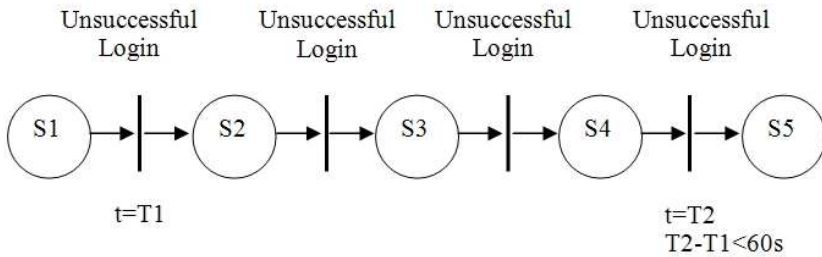 Unsuccessful
Login
Unsuccessful
Login
Unsuccessful
Login
Unsuccessful
Login
S1
S2
S3
S4
S5
t=T1
t=T2
T2-T1<60s